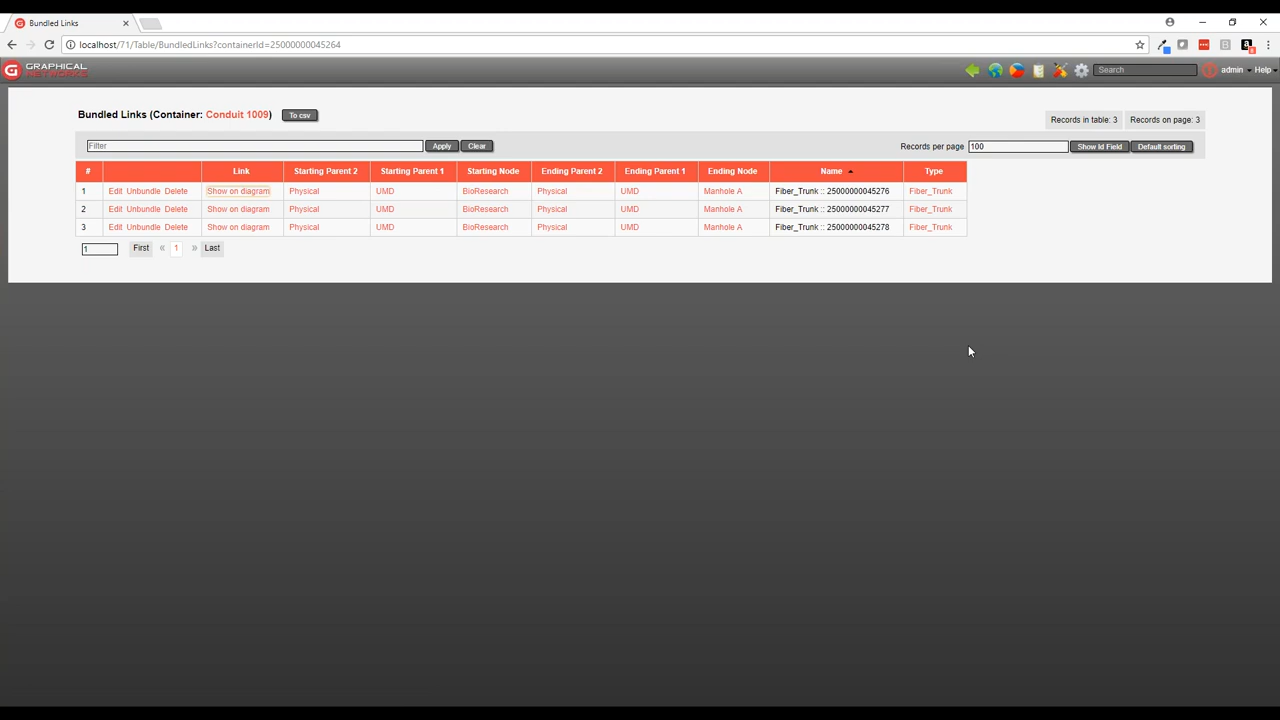 Bundled Links
localhost/71/Table/BundledLinks?containerId=25000000045264
GRAPHICAL
NETWORKS
Search
admin
Help
Bundled Links (Container: Conduit 1009)
To csv
Records in table: 3
Records on page: 3
Filter
Apply
Clear
Records per page
100
Show Id Field
Default sorting
# Link Starting Parent 2 Starting Parent 1 Starting Node Ending Parent 2 Ending Parent 1 Ending Node Name Type
1 Edit Unbundle Delete Show on diagram Physical UMD BioResearch Physical UMD Manhole A Fiber_Trunk :: 25000000045276 Fiber_Trunk
2 Edit Unbundle Delete Show on diagram Physical UMD BioResearch Physical UMD Manhole A Fiber_Trunk :: 25000000045277 Fiber_Trunk
3 Edit Unbundle Delete Show on diagram Physical UMD BioResearch Physical UMD Manhole A Fiber_Trunk :: 25000000045278 Fiber_Trunk
1 First « 1 » Last